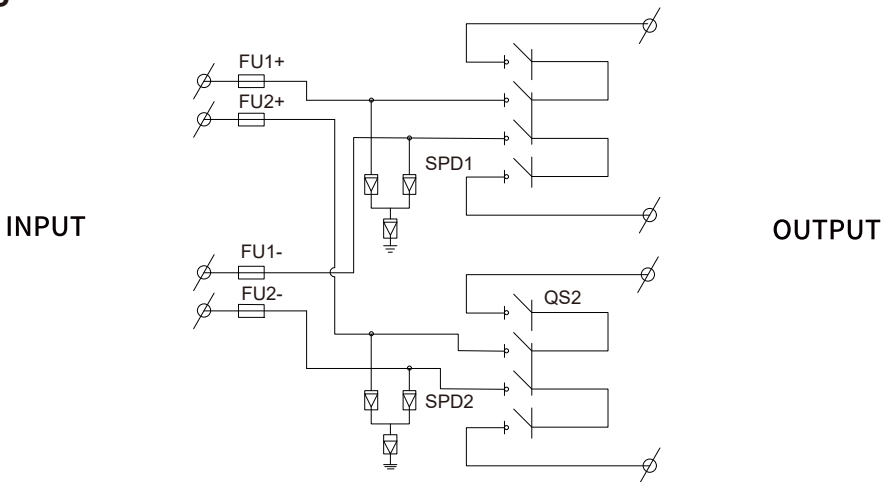 FU1+
FU2+
SPD1
INPUT
OUTPUT
FU1-
FU2-
QS2
SPD2